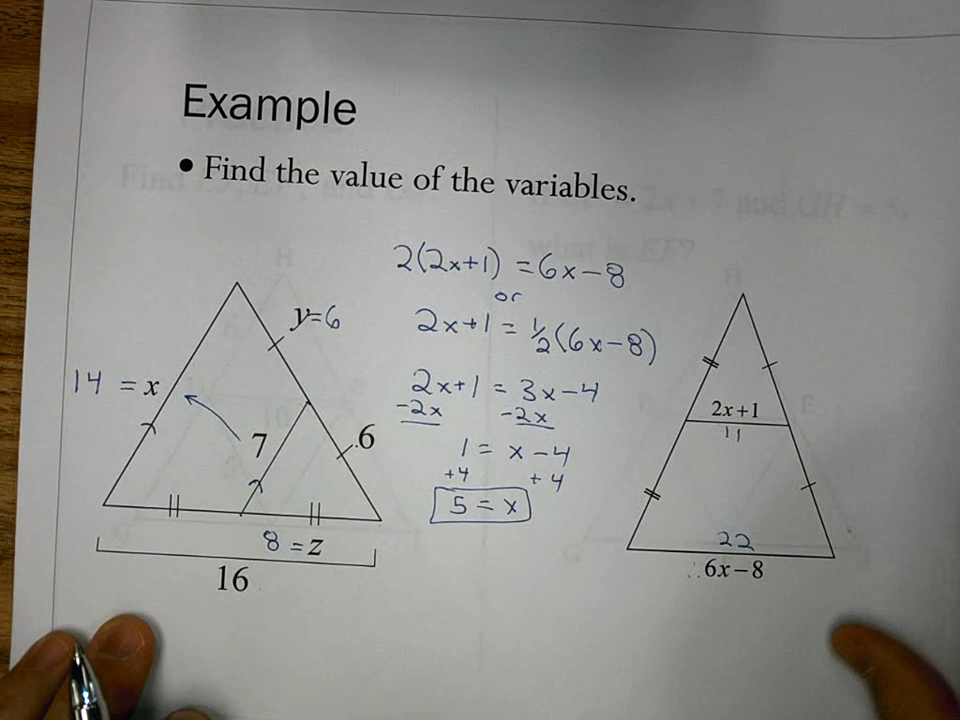 Example
• Find the value of the variables.
2(2x+1) = 6x-8
or
2x+1 = ½(6x-8)
2x+1 = 3x-4
-2x -2x
1 = x-4
+4 +4
5 = x
y=6
14 = x
7
6
8 = z
16
2x+1
11
22
6x-8